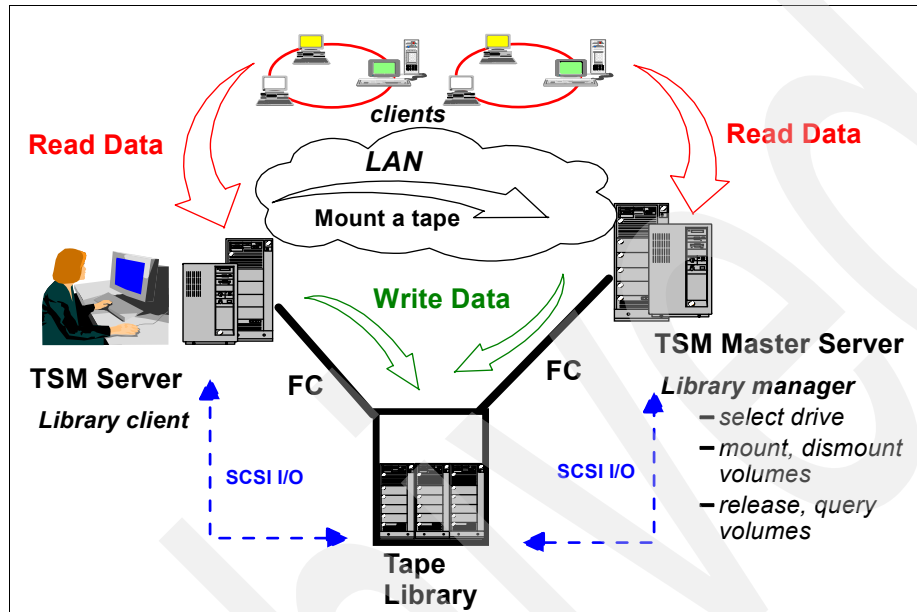 clients
Read Data
Read Data
LAN
Mount a tape
Write Data
TSM Server
Library client
FC
FC
TSM Master Server
Library manager
– select drive
– mount, dismount
volumes
– release, query
volumes
SCSI I/O
SCSI I/O
Tape
Library